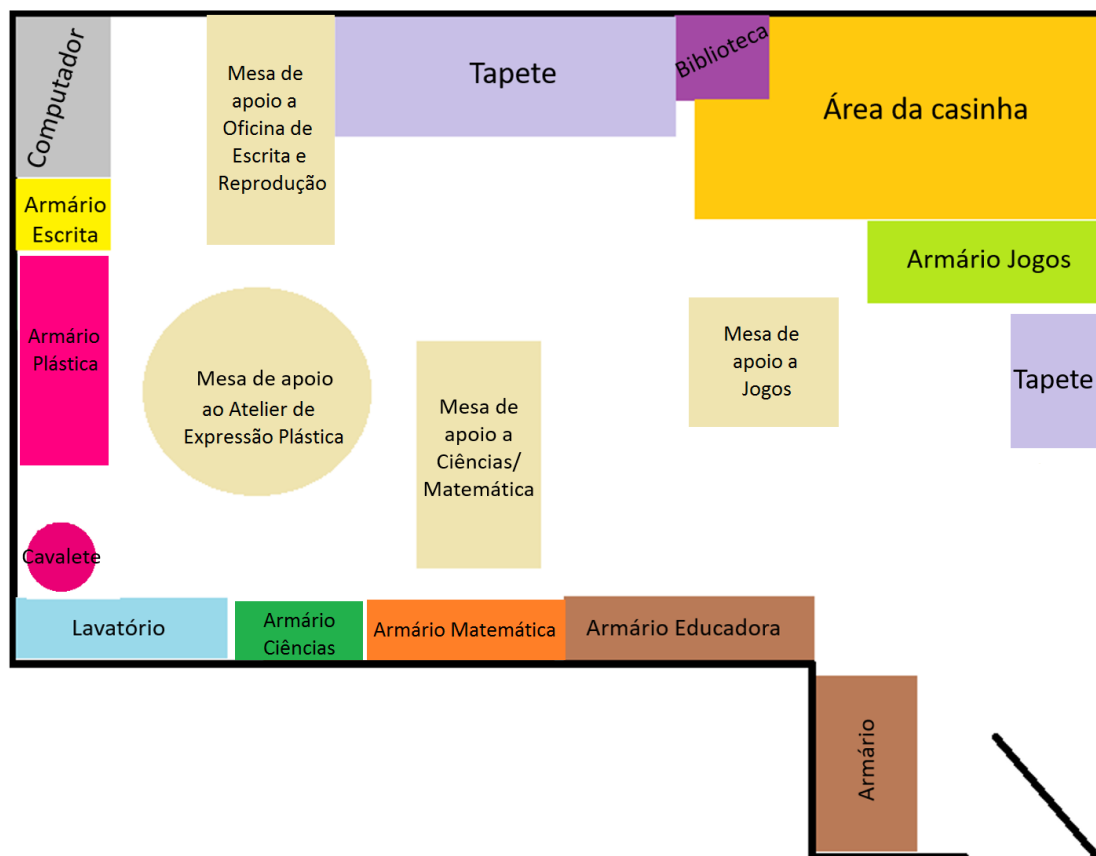 Computador
Mesa de
apoio a
Oficina de
Escrita e
Reprodução
Tapete
Biblioteca
Área da casinha
Armário
Escrita
Armário Jogos
Armário
Plástica
Mesa de apoio
ao Atelier de
Expressão Plástica
Mesa de
apoio a
Ciências/
Matemática
Mesa de
apoio a
Jogos
Tapete
Cavalete
Lavatório
Armário
Ciências
Armário Matemática
Armário Educadora
Armário